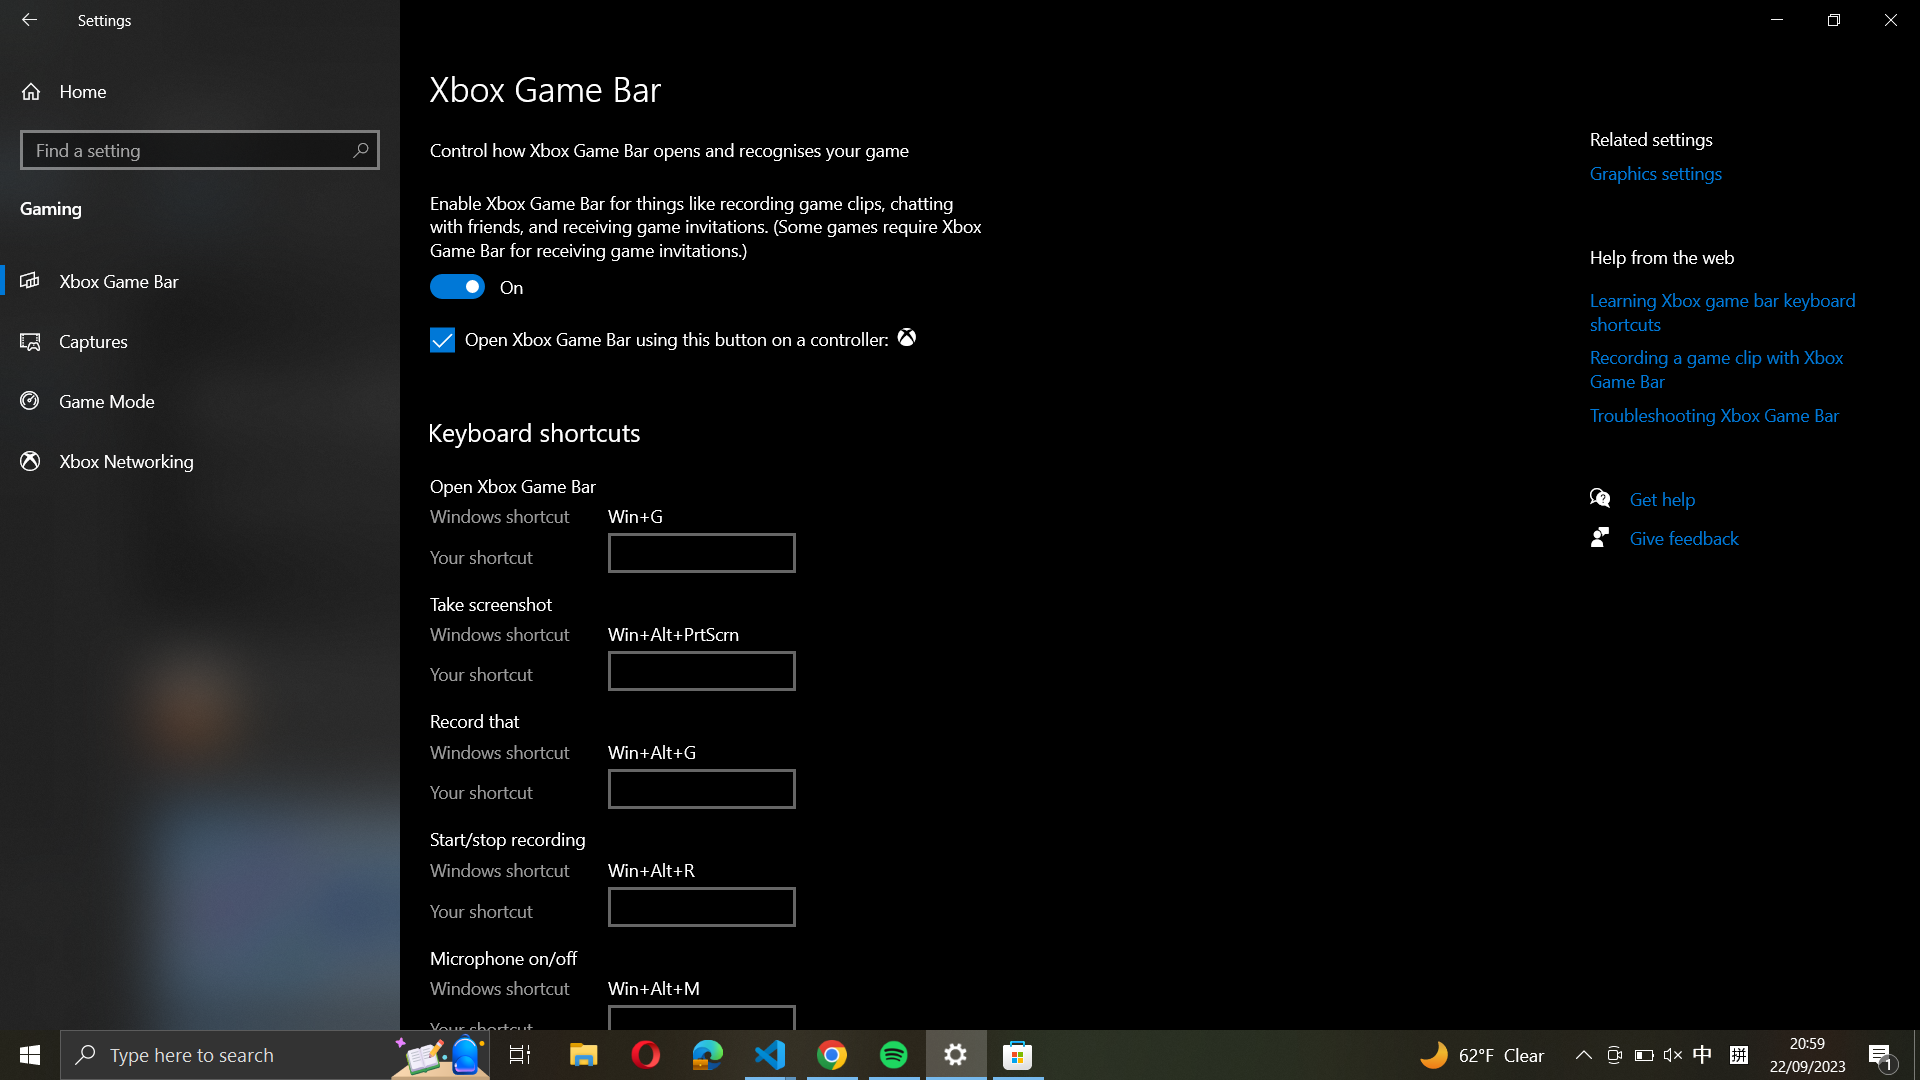 Settings
Home
Find a setting
Gaming
Xbox Game Bar
Captures
Game Mode
Xbox Networking
Xbox Game Bar
Control how Xbox Game Bar opens and recognises your game
Enable Xbox Game Bar for things like recording game clips, chatting
with friends, and receiving game invitations. (Some games require Xbox
Game Bar for receiving game invitations.)
On
Open Xbox Game Bar using this button on a controller:
Keyboard shortcuts
Open Xbox Game Bar
Windows shortcut Win+G
Your shortcut
Take screenshot
Windows shortcut Win+Alt+PrtScrn
Your shortcut
Record that
Windows shortcut Win+Alt+G
Your shortcut
Start/stop recording
Windows shortcut Win+Alt+R
Your shortcut
Microphone on/off
Windows shortcut Win+Alt+M
Your shortcut
Related settings
Graphics settings
Help from the web
Learning Xbox game bar keyboard
shortcuts
Recording a game clip with Xbox
Game Bar
Troubleshooting Xbox Game Bar
Get help
Give feedback
Type here to search
62°F Clear
中
拼
20:59
22/09/2023
1